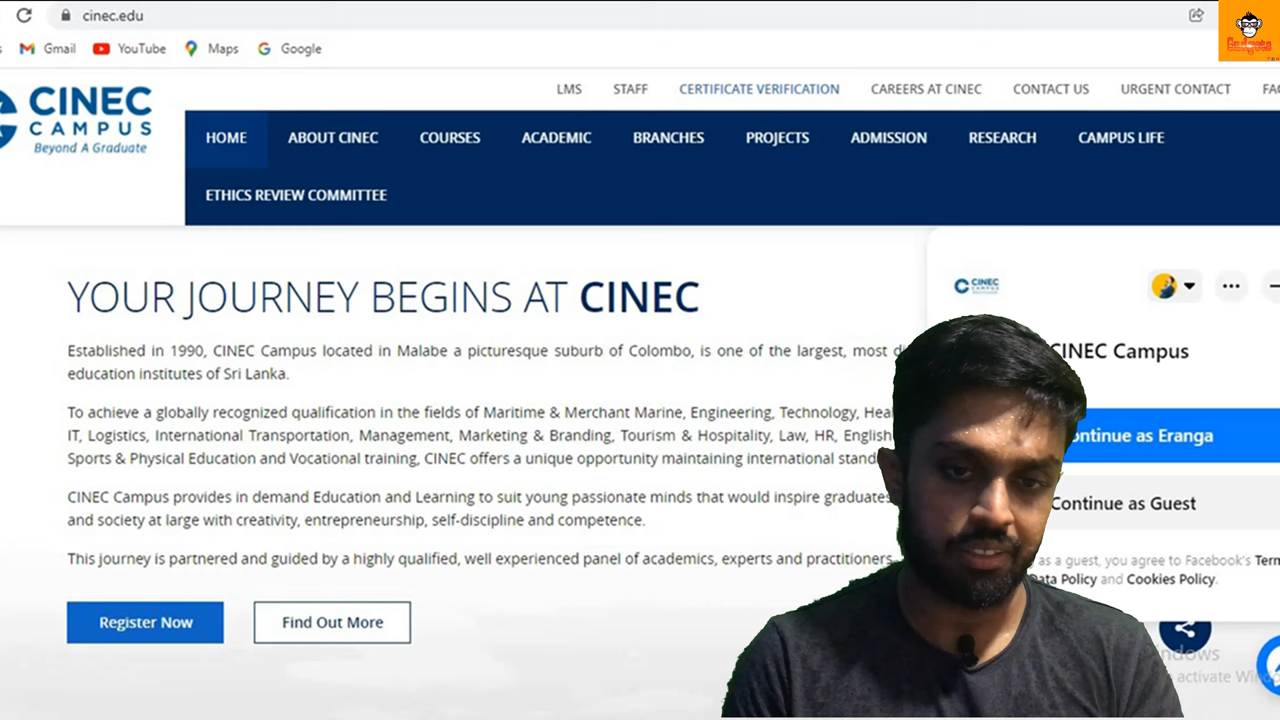 cinec.edu
Gmail YouTube Maps Google
Gadgets
LMS STAFF CERTIFICATE VERIFICATION CAREERS AT CINEC CONTACT US URGENT CONTACT
CINEC
CAMPUS
Beyond A Graduate
HOME ABOUT CINEC COURSES ACADEMIC BRANCHES PROJECTS ADMISSION RESEARCH CAMPUS LIFE
ETHICS REVIEW COMMITTEE
YOUR JOURNEY BEGINS AT CINEC
Established in 1990, CINEC Campus located in Malabe a picturesque suburb of Colombo, is one of the largest, most
education institutes of Sri Lanka.
To achieve a globally recognized qualification in the fields of Maritime & Merchant Marine, Engineering, Technology,
IT, Logistics, International Transportation, Management, Marketing & Branding, Tourism & Hospitality, Law, HR, English
Sports & Physical Education and Vocational training, CINEC offers a unique opportunity maintaining international
CINEC Campus provides in demand Education and Learning to suit young passionate minds that would inspire graduates
and society at large with creativity, entrepreneurship, self-discipline and competence.
This journey is partnered and guided by a highly qualified, well experienced panel of academics, experts and practitioners.
Register Now Find Out More
CINEC
CAMPUS
CINEC Campus
Continue as Eranga
Continue as Guest
as a guest, you agree to Facebook's
Data Policy and Cookies Policy.
activate